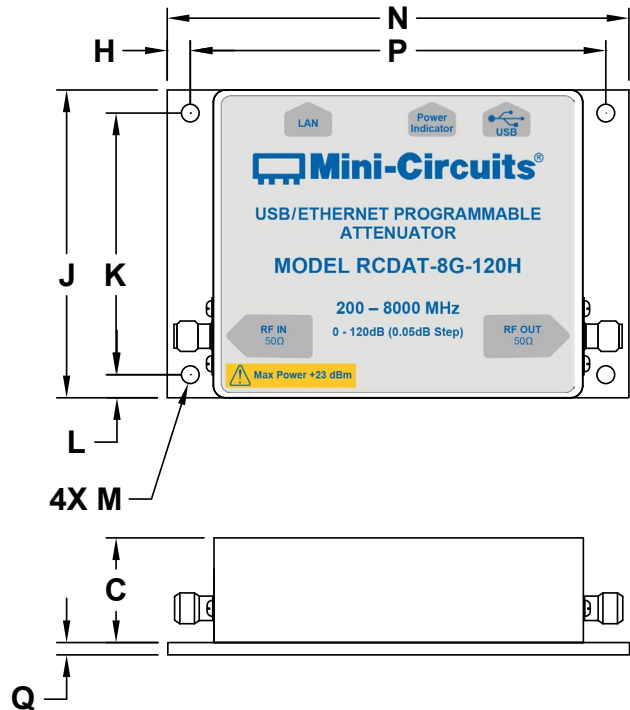 N
H
P
LAN
Power
Indicator
USB
Mini-Circuits®
USB/ETHERNET PROGRAMMABLE
ATTENUATOR
MODEL RCDAT-8G-120H
J
K
200 – 8000 MHz
RF IN
50Ω
0 - 120dB (0.05dB Step)
RF OUT
50Ω
Max Power +23 dBm
L
4X M
C
Q